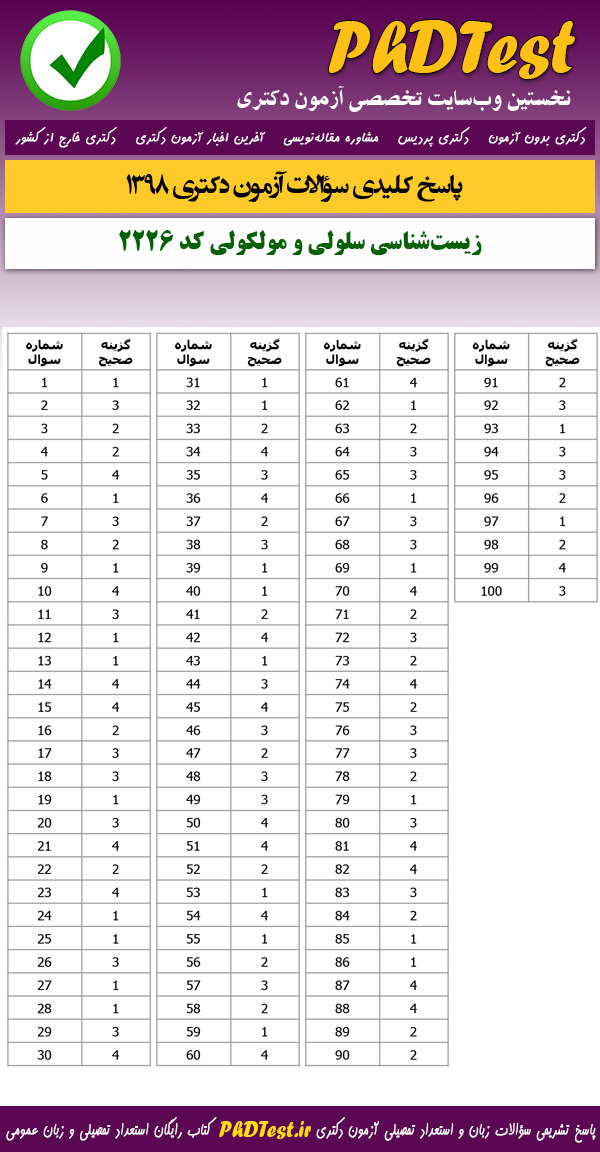 PhDTest
نخستین وب‌سایت تخصصی آزمون دکتری
دکتری بدون آزمون دکتری پردیس مشاوره مقاله‌نویسی آخرین اخبار آزمون دکتری دکتری خارج از کشور
پاسخ کلیدی سؤالات آزمون دکتری ۱۳۹۸
زیست‌شناسی سلولی و مولکولی کد ۲۲۲۶
شماره سوال گزینه صحیح شماره سوال گزینه صحیح شماره سوال گزینه صحیح شماره سوال گزینه صحیح
1 1 31 1 61 4 91 2
2 3 32 1 62 1 92 3
3 2 33 2 63 2 93 1
4 2 34 4 64 3 94 3
5 4 35 3 65 3 95 3
6 1 36 4 66 1 96 2
7 3 37 2 67 3 97 1
8 2 38 3 68 3 98 2
9 1 39 1 69 1 99 4
10 4 40 1 70 4 100 3
11 3 41 2 71 2
12 1 42 4 72 3
13 1 43 1 73 2
14 4 44 3 74 4
15 4 45 4 75 2
16 2 46 3 76 3
17 3 47 2 77 3
18 3 48 3 78 2
19 1 49 3 79 1
20 3 50 4 80 3
21 4 51 4 81 4
22 2 52 2 82 4
23 4 53 1 83 3
24 1 54 4 84 2
25 1 55 1 85 1
26 3 56 2 86 1
27 1 57 3 87 4
28 1 58 2 88 4
29 3 59 1 89 2
30 4 60 4 90 2
پاسخ تشریحی سؤالات زبان و استعداد تحصیلی آزمون دکتری PhDTest.ir کتاب رایگان استعداد تحصیلی و زبان عمومی